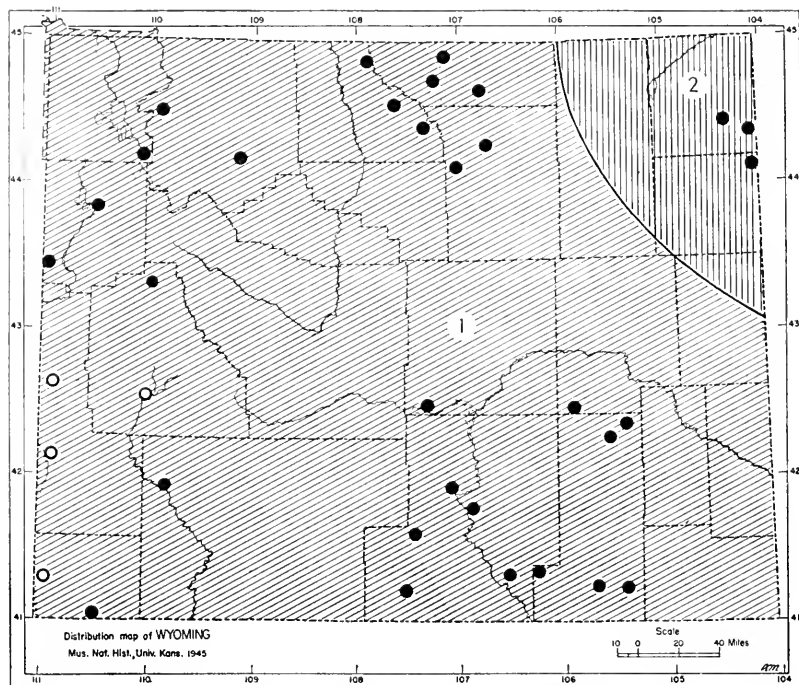 111 110 108 107 106 105 104
45 45
2
44 44
43 1 43
42 42
41 41
Distribution map of WYOMING
Mus. Nat. Hist., Univ. Kans. 1945
Scale
10 0 20 40 Miles
111 110 109 108 107 106 105 104